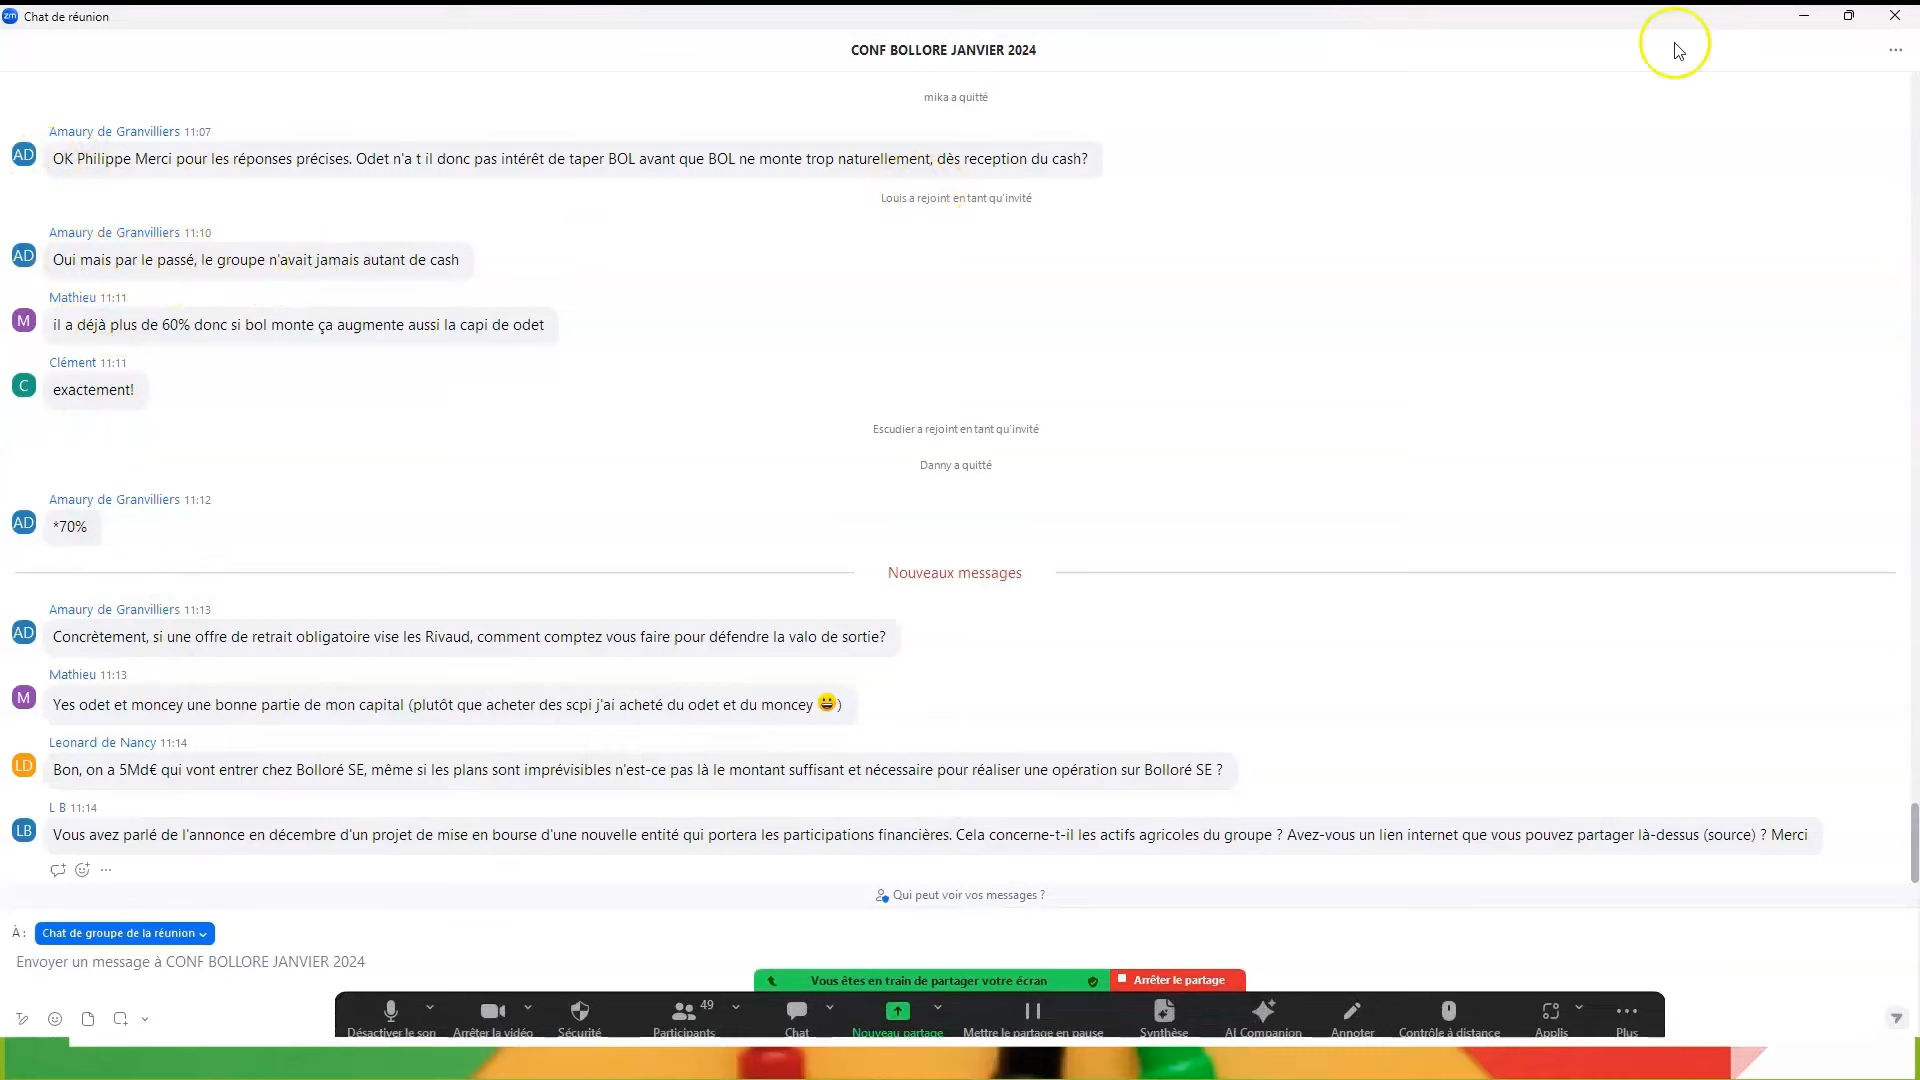 zm Chat de réunion
CONF BOLLORE JANVIER 2024
mika a quitté
Amaury de Granvilliers 11:07
AD OK Philippe Merci pour les réponses précises. Odet n'a t il donc pas intérêt de taper BOL avant que BOL ne monte trop naturellement, dès reception du cash?
Louis a rejoint en tant qu'invité
Amaury de Granvilliers 11:10
AD Oui mais par le passé, le groupe n'avait jamais autant de cash
Mathieu 11:11
M il a déjà plus de 60% donc si bol monte ça augmente aussi la capi de odet
Clément 11:11
C exactement!
Escudier a rejoint en tant qu'invité
Danny a quitté
Amaury de Granvilliers 11:12
AD *70%
Nouveaux messages
Amaury de Granvilliers 11:13
AD Concrètement, si une offre de retrait obligatoire vise les Rivaud, comment comptez vous faire pour défendre la valo de sortie?
Mathieu 11:13
M Yes odet et moncey une bonne partie de mon capital (plutôt que acheter des scpi j'ai acheté du odet et du moncey 😀)
Leonard de Nancy 11:14
LD Bon, on a 5Md€ qui vont entrer chez Bolloré SE, même si les plans sont imprévisibles n'est-ce pas là le montant suffisant et nécessaire pour réaliser une opération sur Bolloré SE ?
L B 11:14
LB Vous avez parlé de l'annonce en décembre d'un projet de mise en bourse d'une nouvelle entité qui portera les participations financières. Cela concerne-t-il les actifs agricoles du groupe ? Avez-vous un lien internet que vous pouvez partager là-dessus (source) ? Merci
Qui peut voir vos messages ?
À : Chat de groupe de la réunion
Envoyer un message à CONF BOLLORE JANVIER 2024
Vous êtes en train de partager votre écran Arrêter le partage
49
Désactiver le son Arrêter la vidéo Sécurité Participants Chat Nouveau partage Mettre le partage en pause Synthèse AI Companion Annoter Contrôle à distance Applis Plus